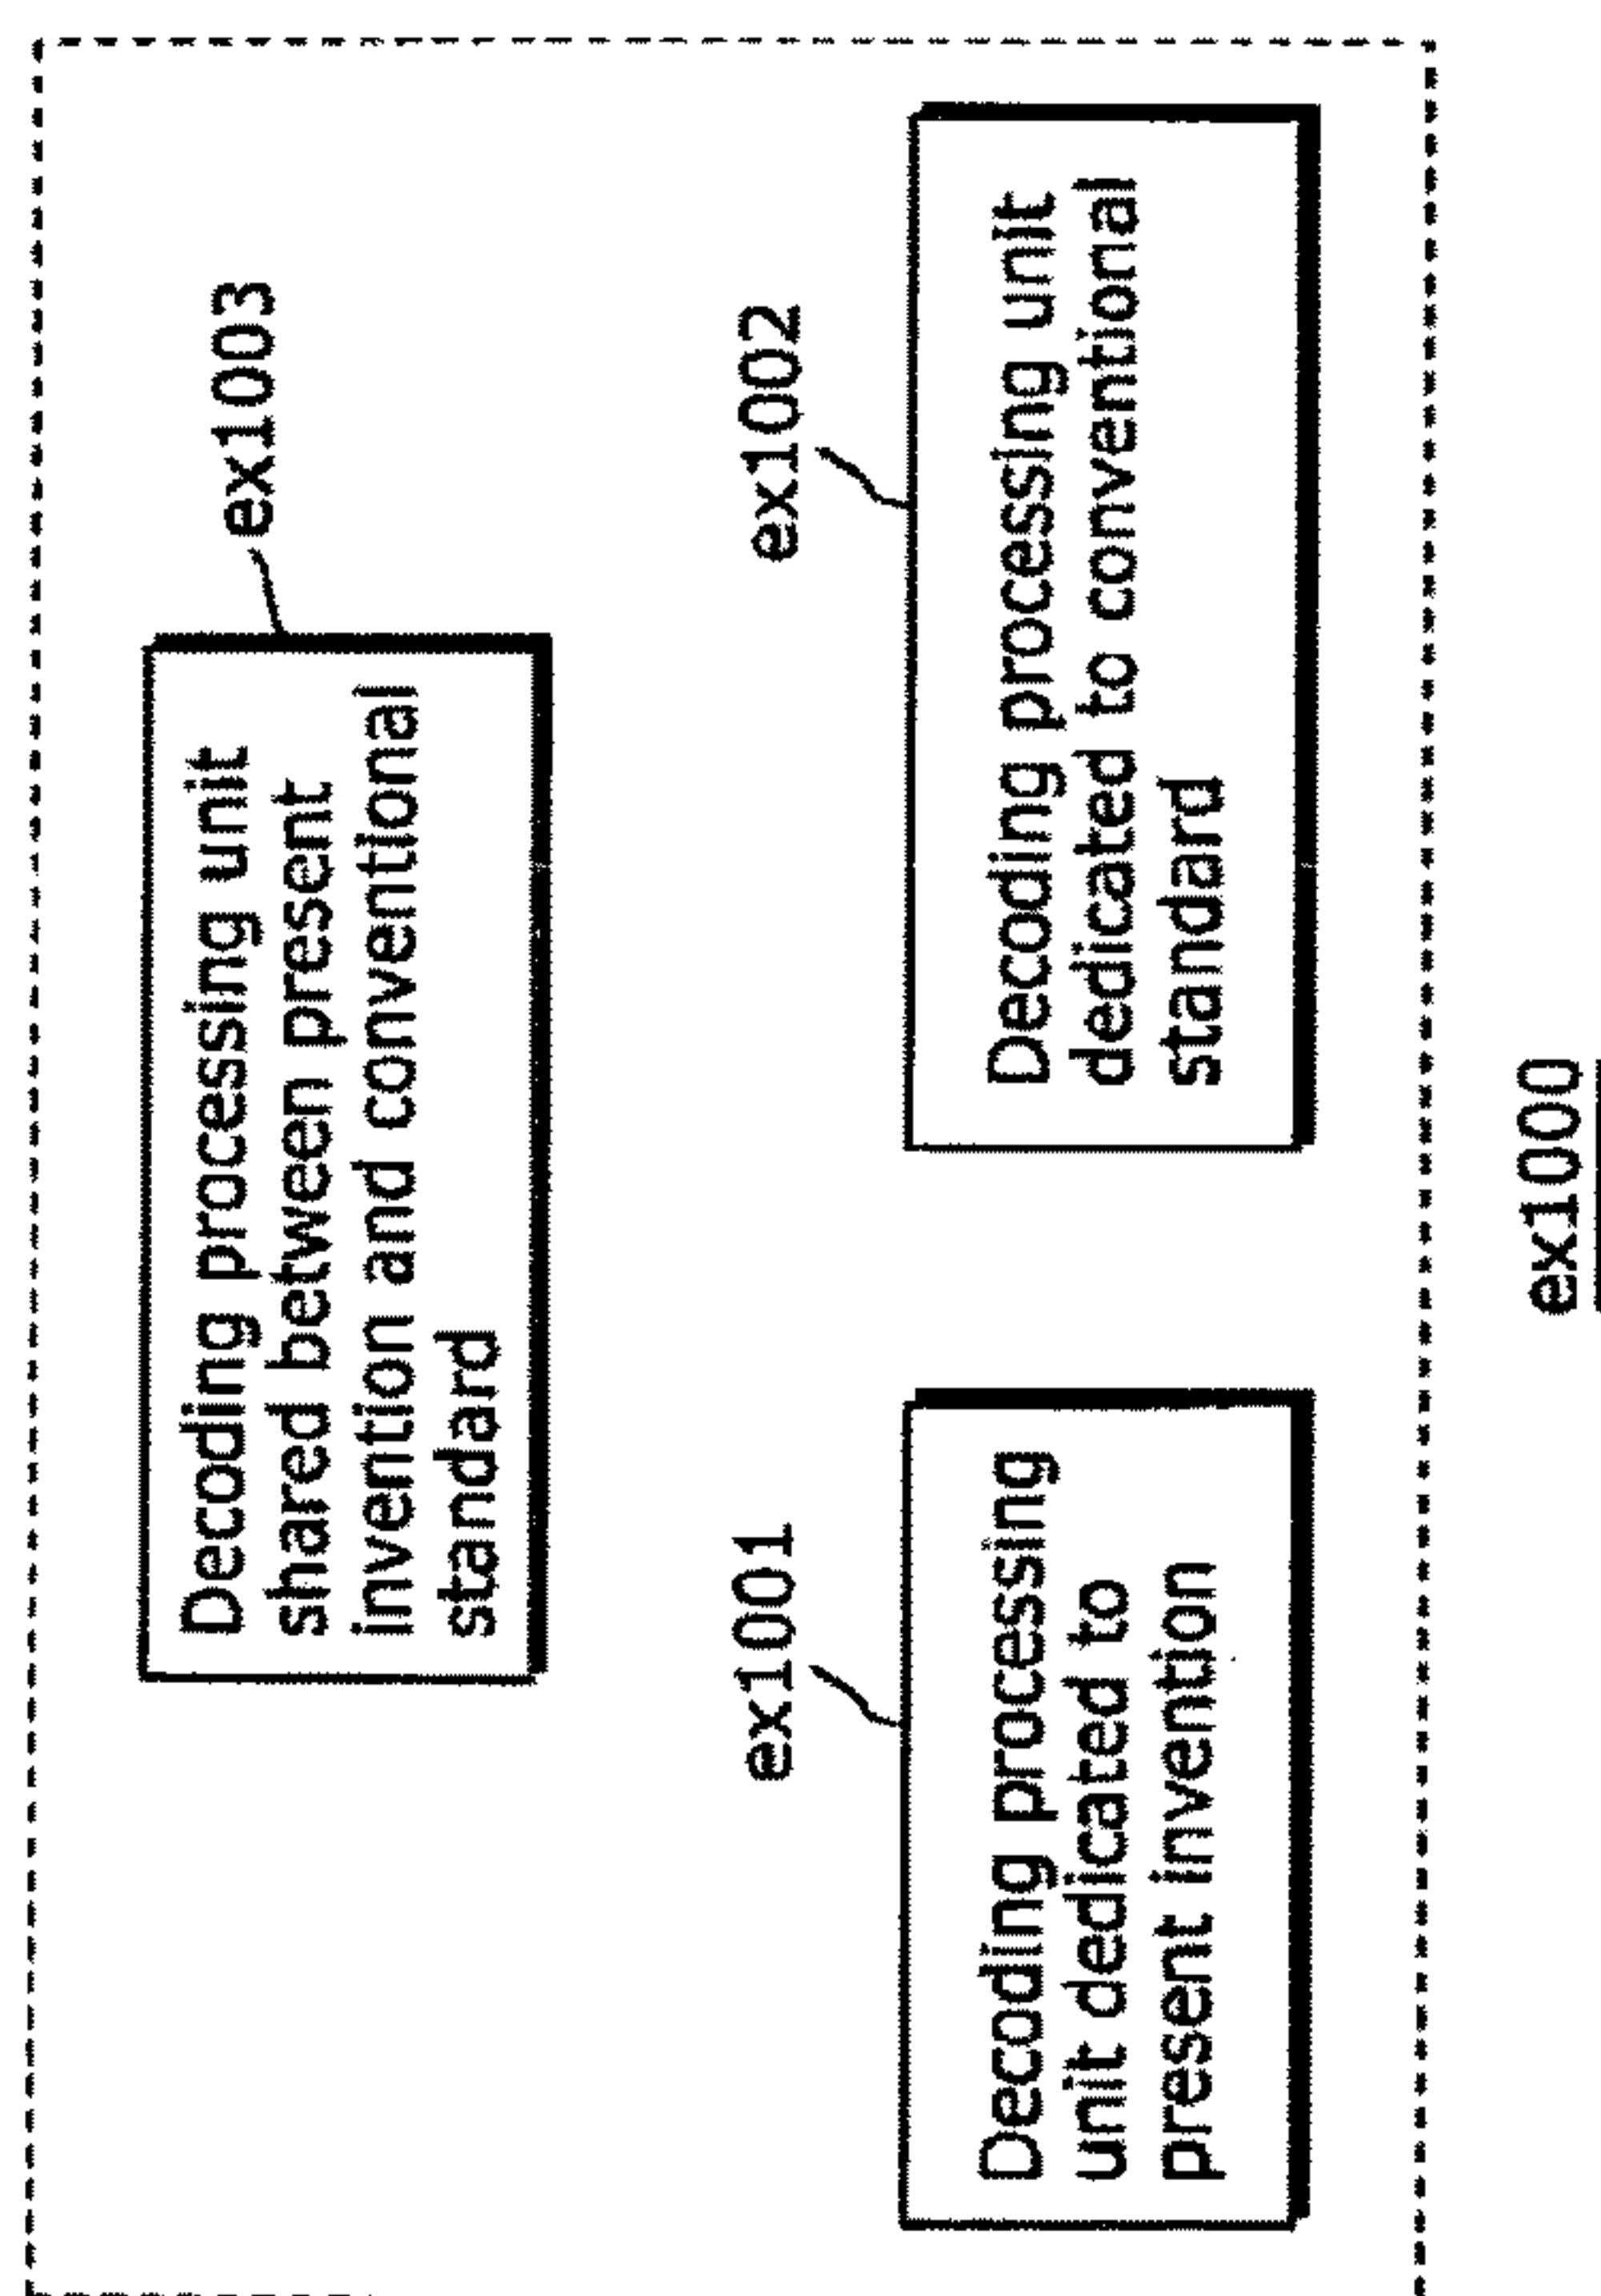 ex1003
Decoding processing unit
shared between present
invention and conventional
standard
ex1001
Decoding processing
unit dedicated to
present invention
ex1002
Decoding processing unit
dedicated to conventional
standard
ex1000